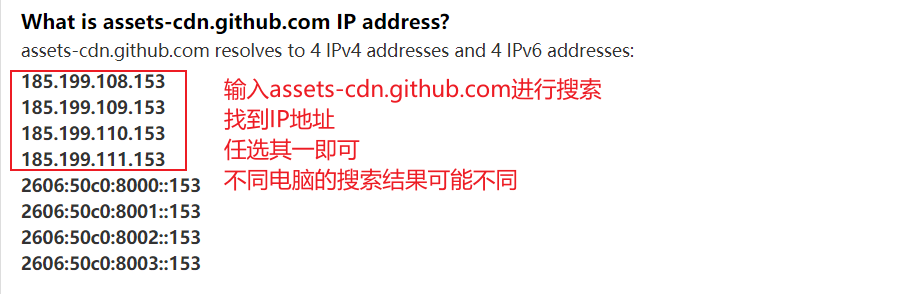 What is assets-cdn.github.com IP address?
assets-cdn.github.com resolves to 4 IPv4 addresses and 4 IPv6 addresses:
185.199.108.153
185.199.109.153
185.199.110.153
185.199.111.153
2606:50c0:8000::153
2606:50c0:8001::153
2606:50c0:8002::153
2606:50c0:8003::153
输入assets-cdn.github.com进行搜索
找到IP地址
任选其一即可
不同电脑的搜索结果可能不同